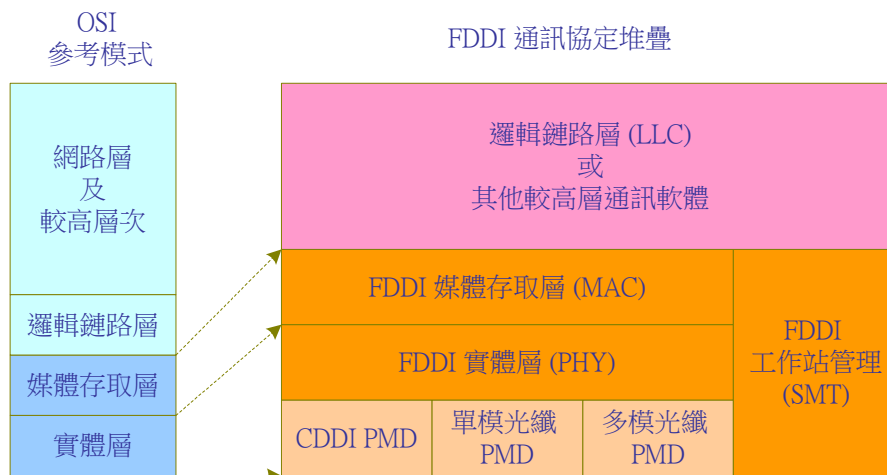 OSI
參考模式
FDDI 通訊協定堆疊
網路層
及
較高層次
邏輯鏈路層
媒體存取層
實體層
邏輯鏈路層 (LLC)
或
其他較高層通訊軟體
FDDI 媒體存取層 (MAC)
FDDI 實體層 (PHY)
FDDI
工作站管理
(SMT)
CDDI PMD
單模光纖
PMD
多模光纖
PMD